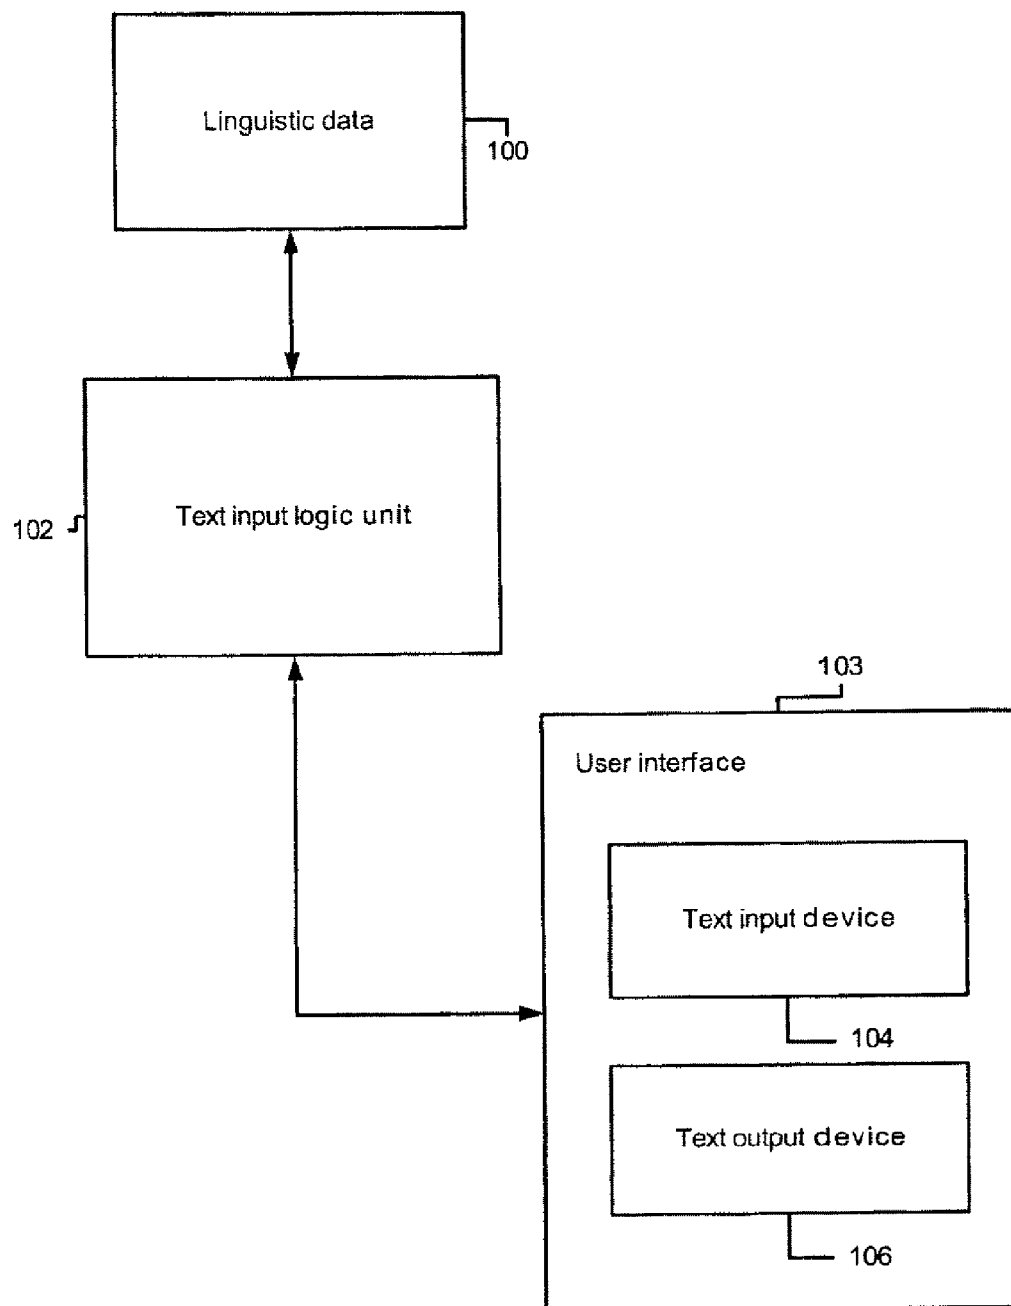 Linguistic data
100
Text input logic unit
102
103
User interface
Text input device
104
Text output device
106